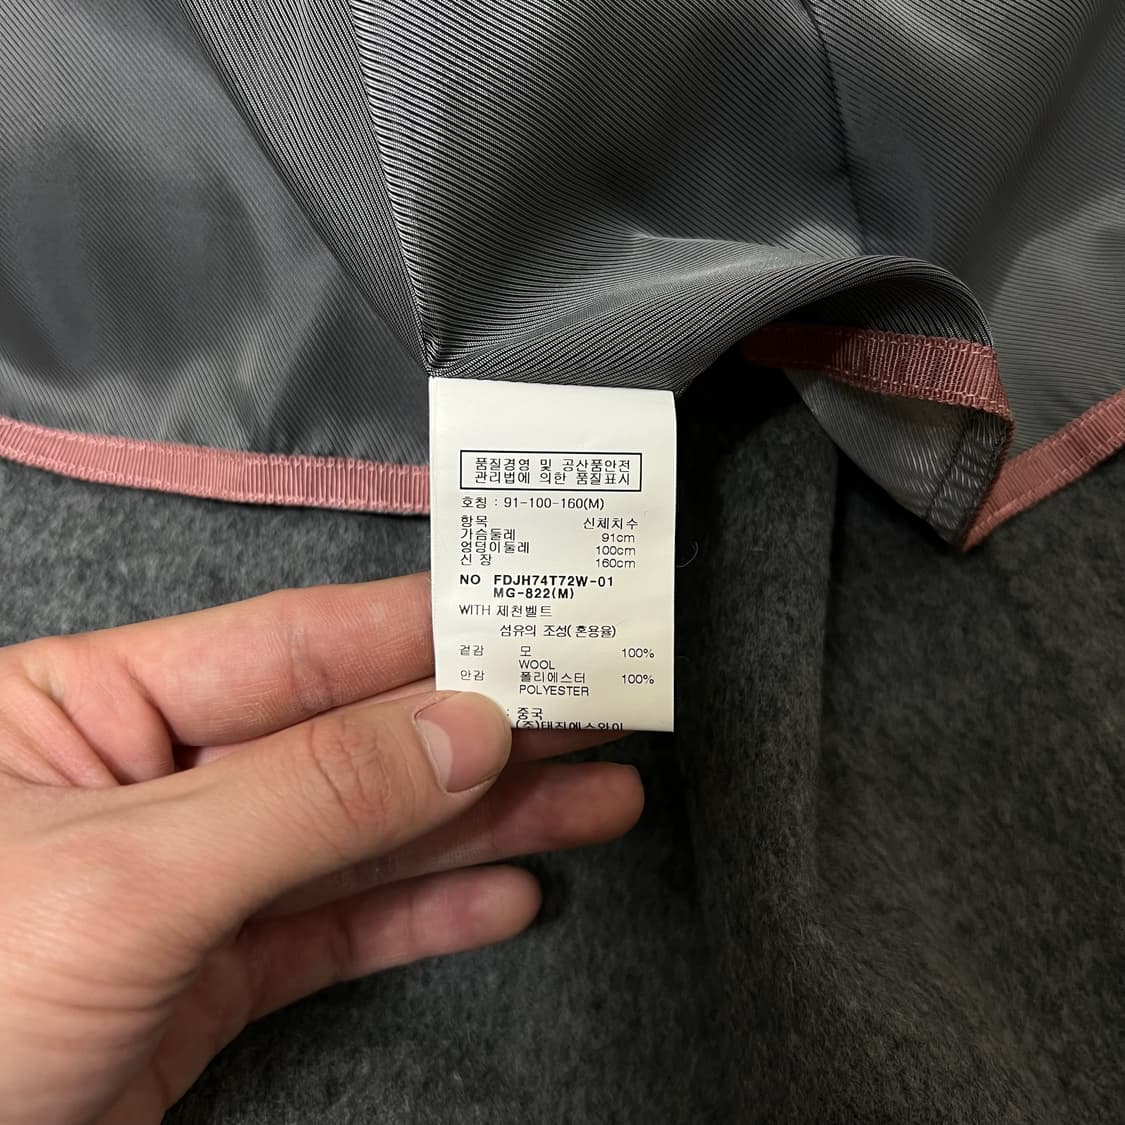 품질경영 및 공산품안전
관리법에 의한 품질표시
호칭 : 91-100-160(M)
항목 신체치수
가슴둘레 91cm
엉덩이둘레 100cm
신 장 160cm
NO FDJH74T72W-01
MG-822(M)
WITH 제천벨트
섬유의 조성(혼용율)
겉감 모 100%
WOOL
안감 폴리에스터 100%
POLYESTER
: 중국